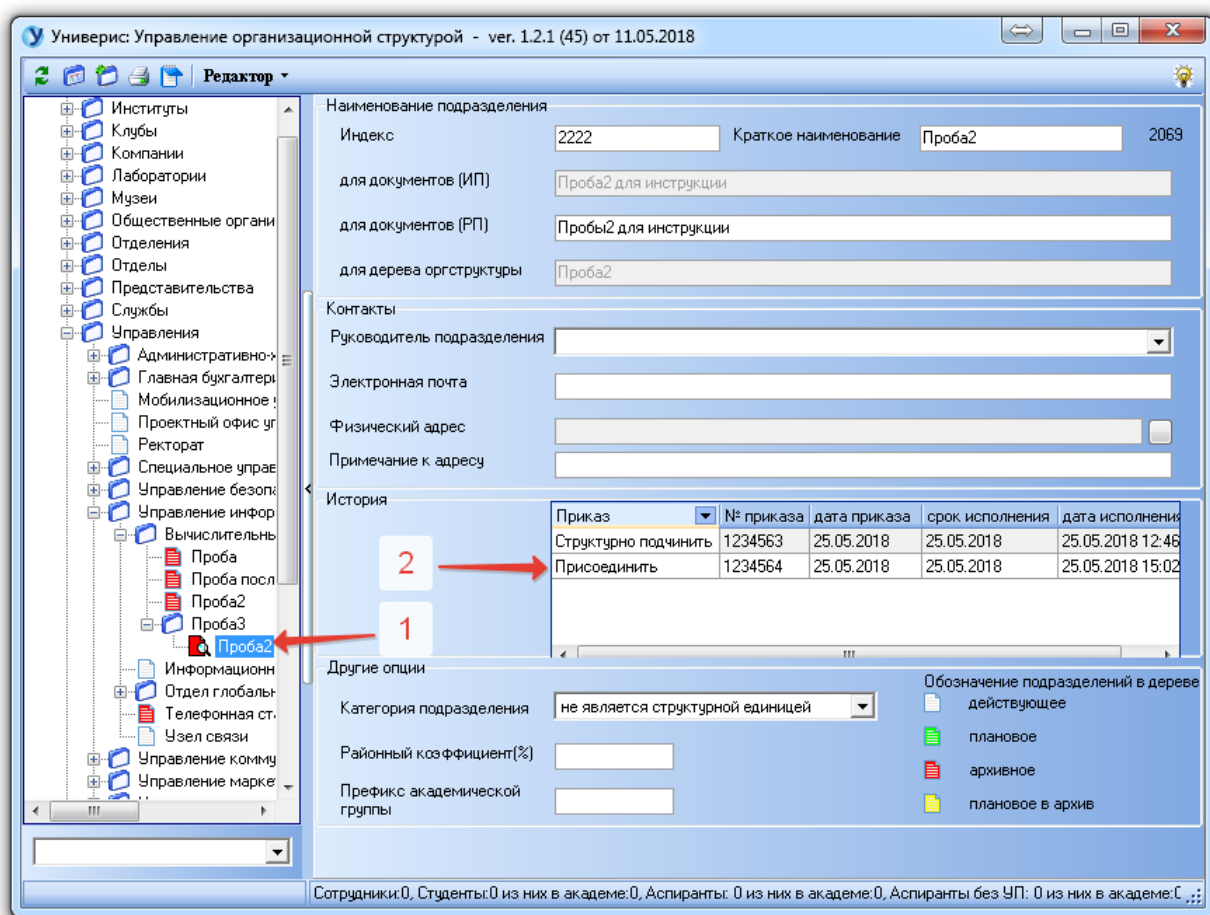 Универис: Управление организационной структурой - ver. 1.2.1 (45) от 11.05.2018
Редактор
Институты
Клубы
Компании
Лаборатории
Музеи
Общественные органи
Отделения
Отделы
Представительства
Службы
Управления
Административно-х
Главная бухгалтери
Мобилизационное
Проектный офис уг
Ректорат
Специальное управ
Управление безопа
Управление инфор
Вычислительнь
Проба
Проба посл
Проба2
Проба3
Проба2
Информационн
Отдел глобальн
Телефонная ст
Узел связи
Управление комму
Управление марке
Наименование подразделения
Индекс 2222 Краткое наименование Проба2 2069
для документов (ИП) Проба2 для инструкции
для документов (РП) Пробы2 для инструкции
для дерева оргструктуры Проба2
Контакты
Руководитель подразделения
Электронная почта
Физический адрес
Примечание к адресу
История
Приказ № приказа дата приказа срок исполнения дата исполнения
Структурно подчинить 1234563 25.05.2018 25.05.2018 25.05.2018 12:46
Присоединить 1234564 25.05.2018 25.05.2018 25.05.2018 15:02
2
1
Другие опции
Категория подразделения не является структурной единицей
Районный коэффициент(%)
Префикс академической
группы
Обозначение подразделений в дереве
действующее
плановое
архивное
плановое в архив
Сотрудники:0, Студенты:0 из них в академе:0, Аспиранты: 0 из них в академе:0, Аспиранты без УП: 0 из них в академе:0